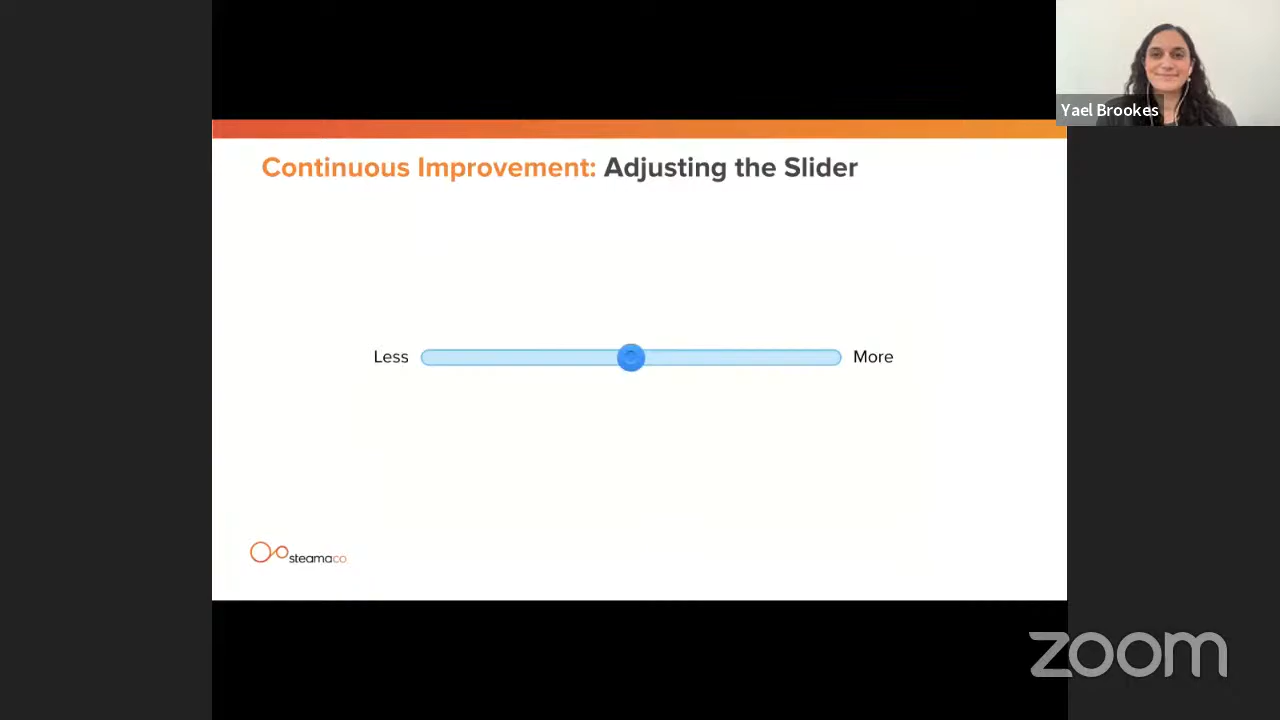 Yael Brookes
Continuous Improvement: Adjusting the Slider
Less
More
steamaco
zoom